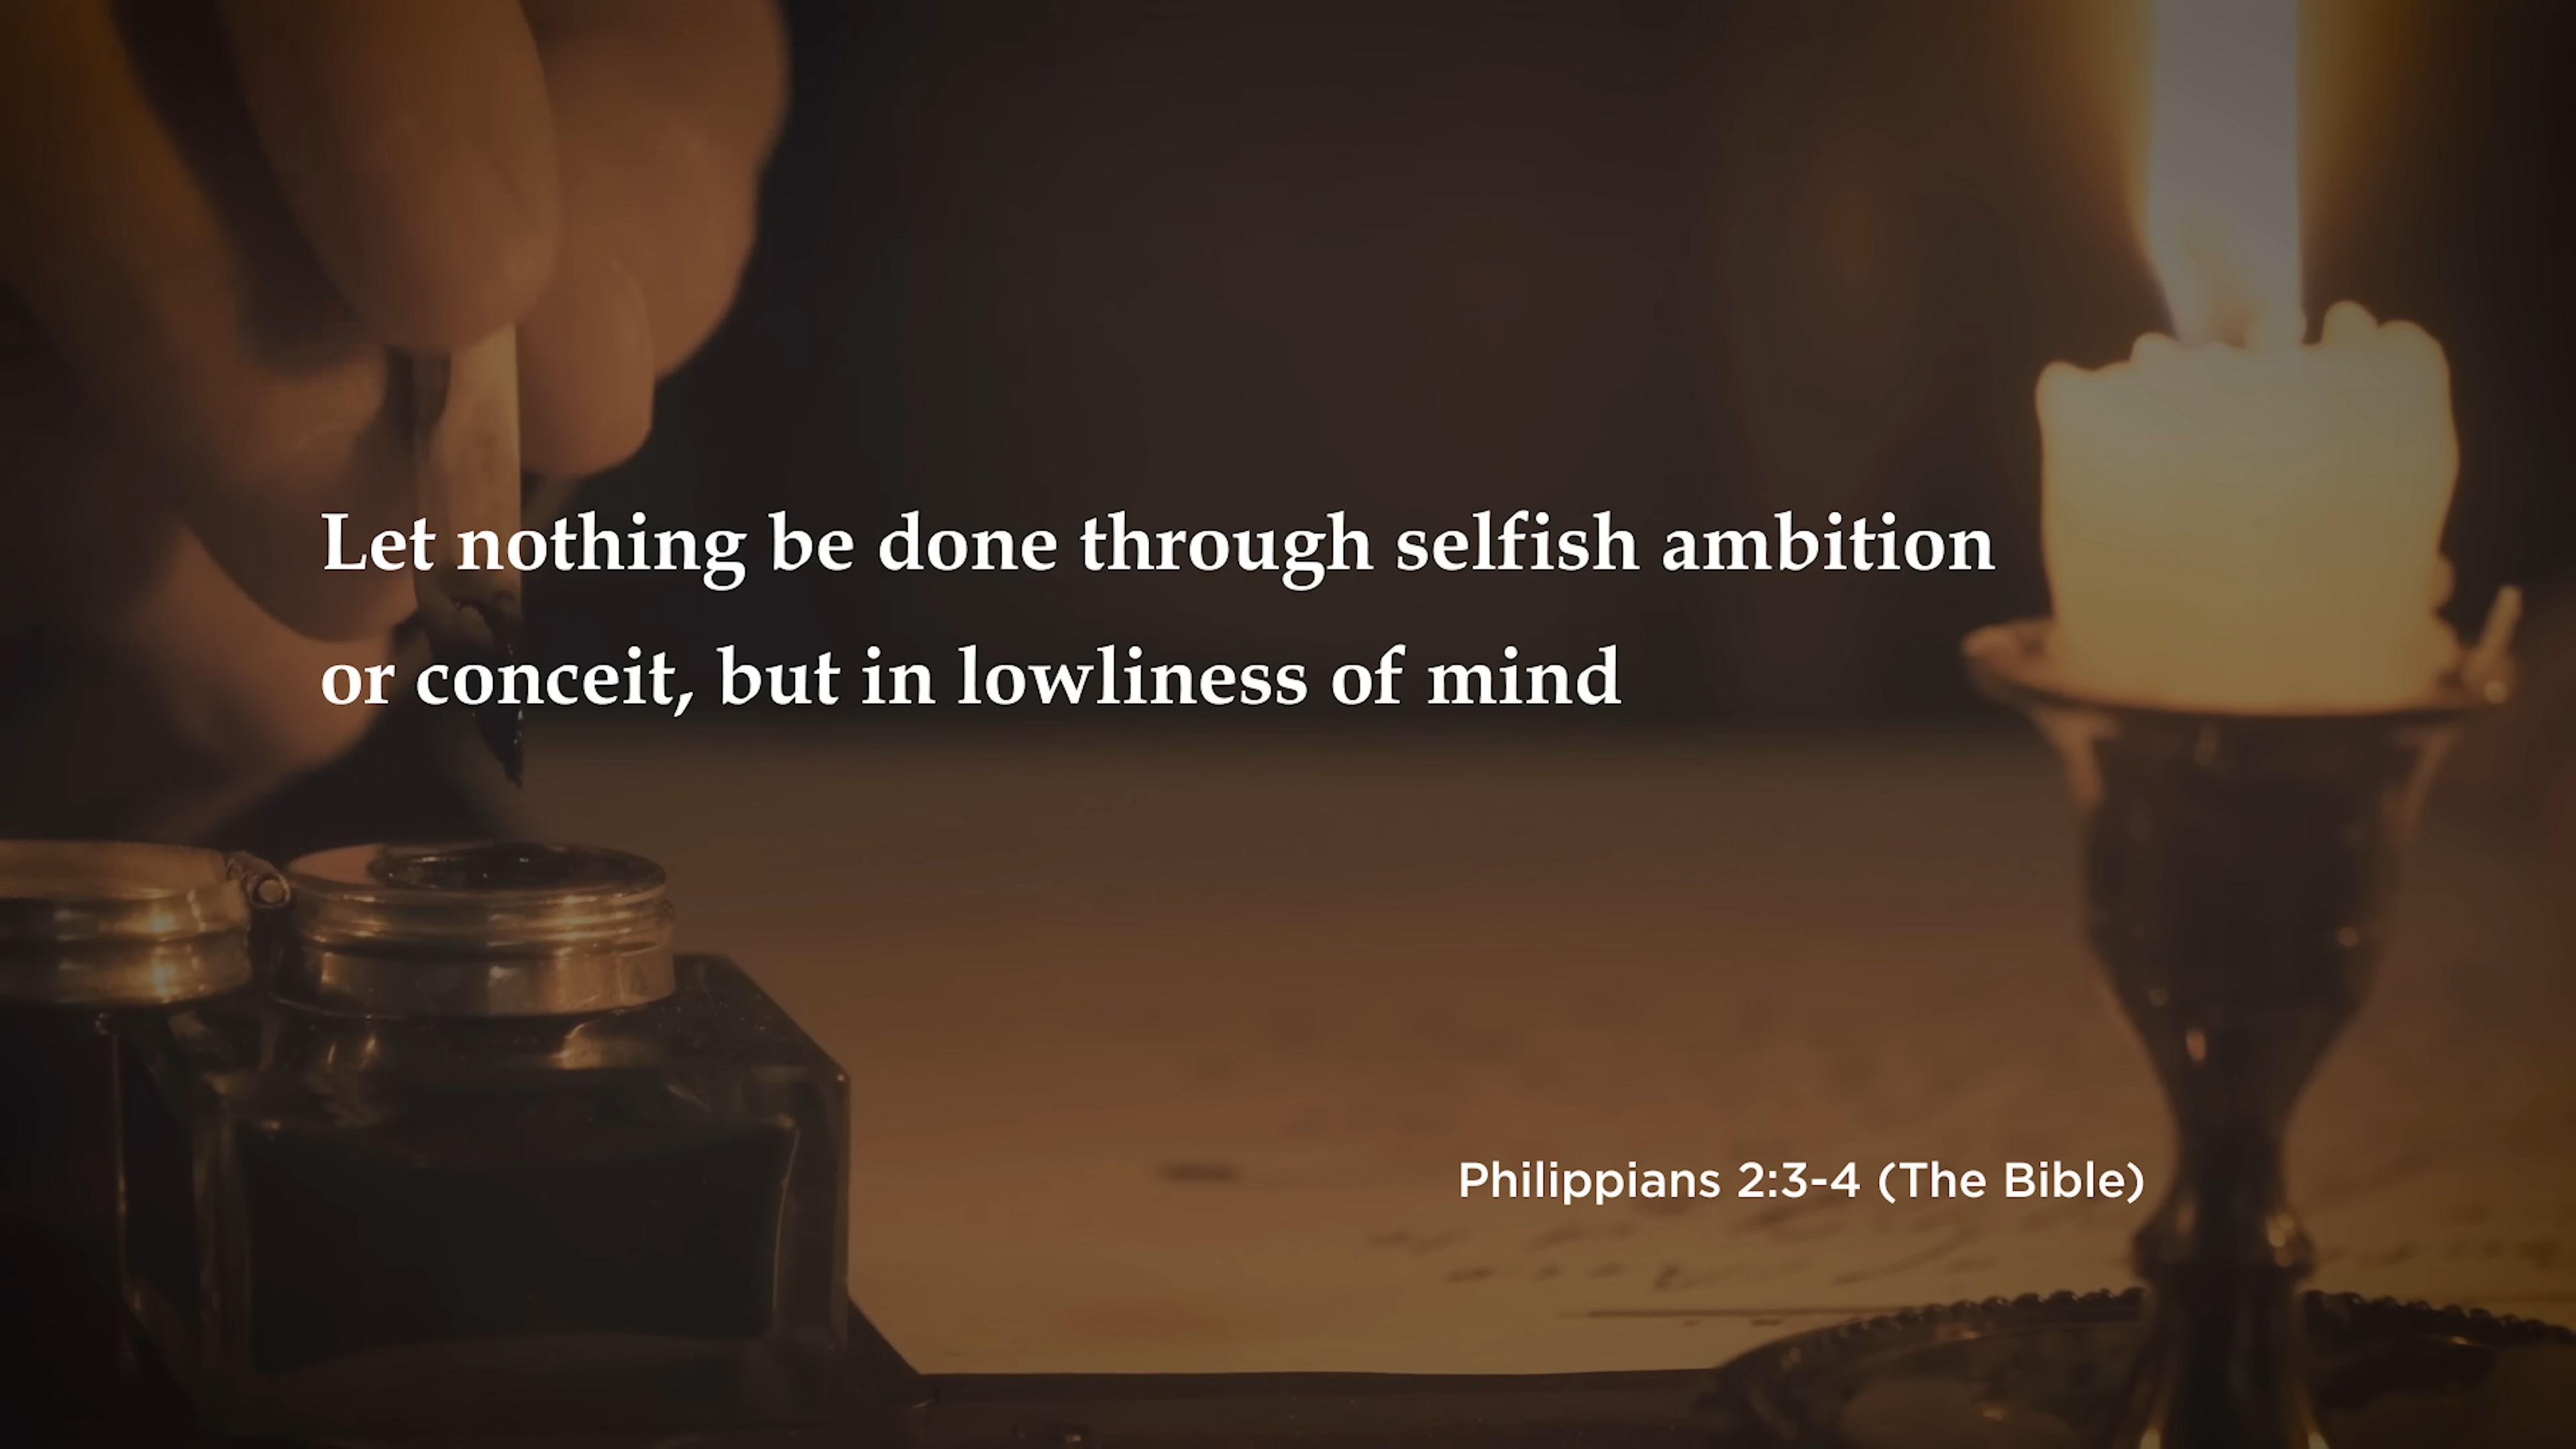 Let nothing be done through selfish ambition
or conceit, but in lowliness of mind
Philippians 2:3-4 (The Bible)